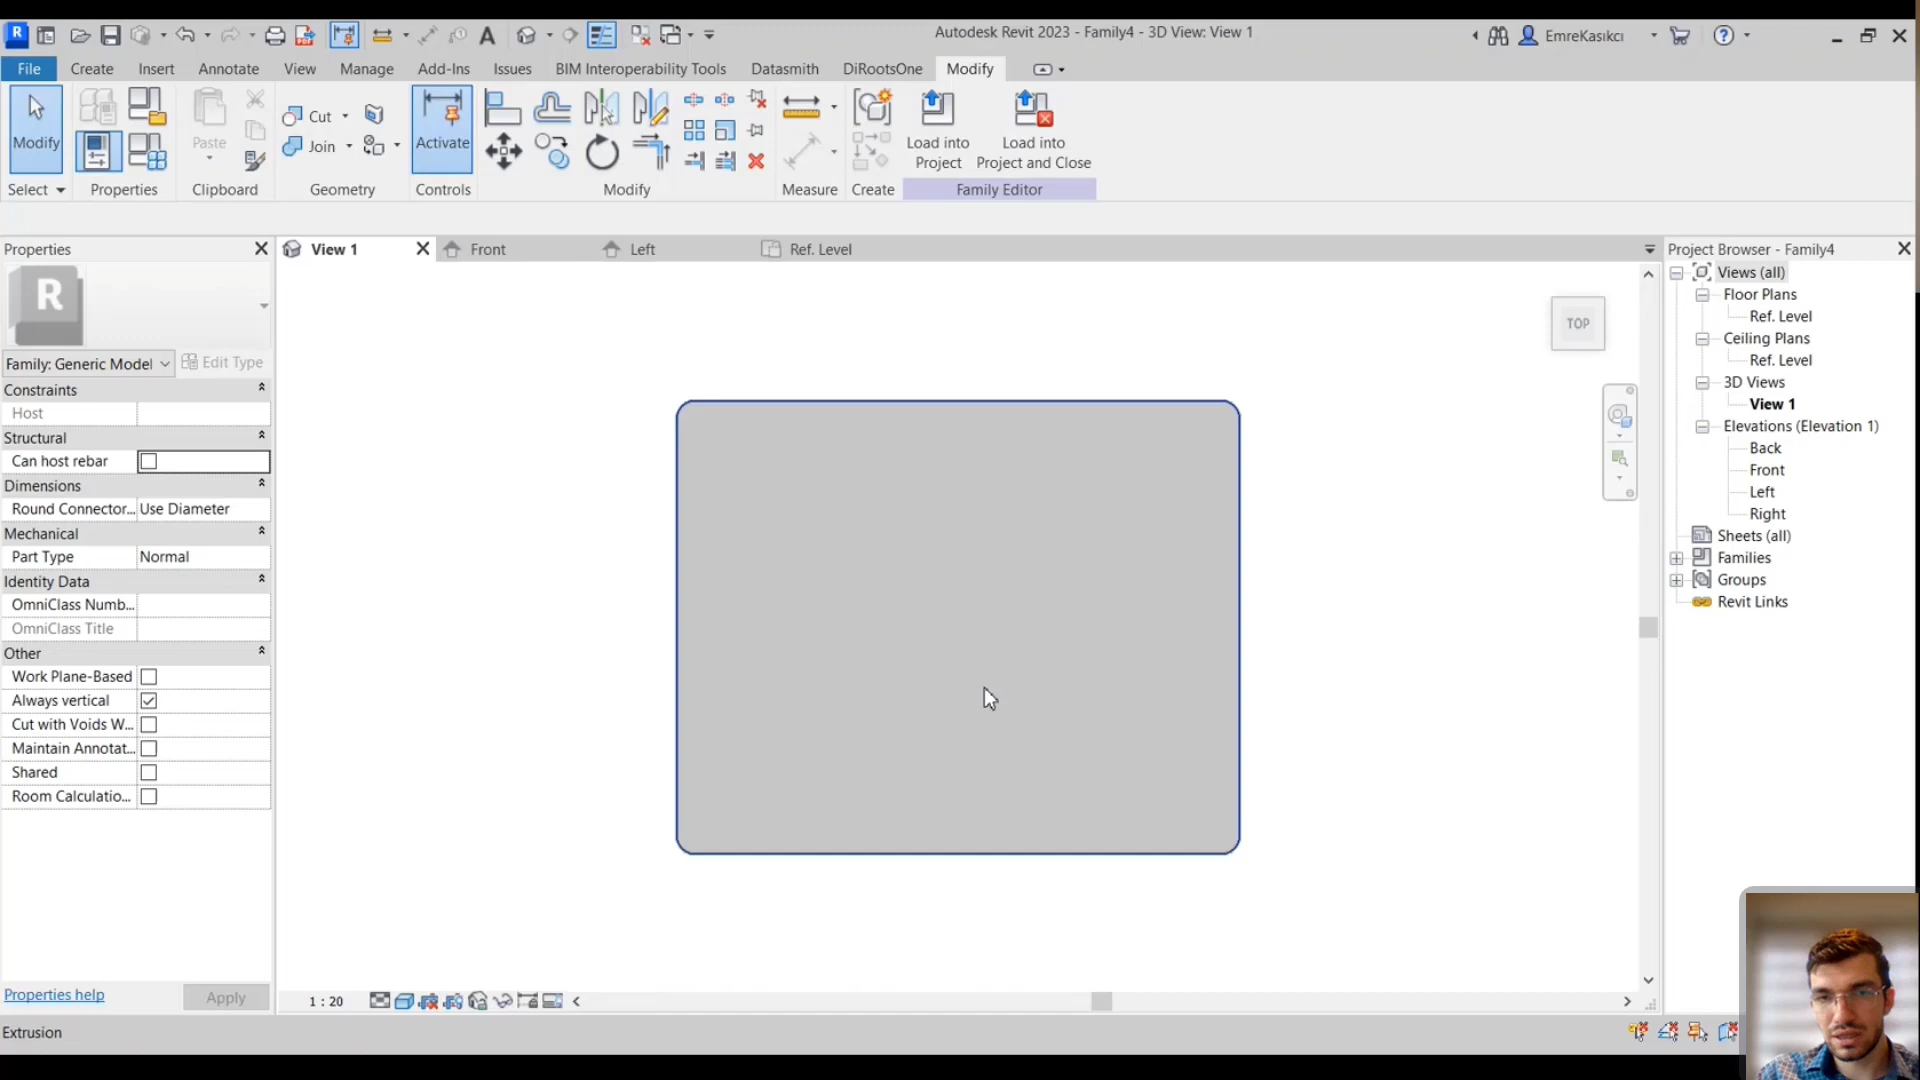 Autodesk Revit 2023 - Family4 - 3D View: View 1
EmreKasıkcı
File Create Insert Annotate View Manage Add-Ins Issues BIM Interoperability Tools Datasmith DiRootsOne Modify
Modify
Paste
Cut
Join
Activate
Load into Project
Load into Project and Close
Select Properties Clipboard Geometry Controls Modify Measure Create Family Editor
Properties
View 1 Front Left Ref. Level
Project Browser - Family4
R
Family: Generic Model Edit Type
Constraints
Host
Structural
Can host rebar
Dimensions
Round Connector... Use Diameter
Mechanical
Part Type Normal
Identity Data
OmniClass Numb...
OmniClass Title
Other
Work Plane-Based
Always vertical
Cut with Voids W...
Maintain Annotat...
Shared
Room Calculatio...
Properties help Apply
TOP
Views (all)
Floor Plans
Ref. Level
Ceiling Plans
Ref. Level
3D Views
View 1
Elevations (Elevation 1)
Back
Front
Left
Right
Sheets (all)
Families
Groups
Revit Links
1 : 20
Extrusion